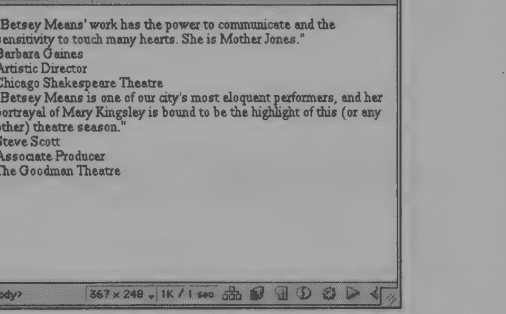 Betsey Means' work has the power to communicate and the
sensitivity to touch many hearts. She is Mother Jones."
Barbara Gaines
Artistic Director
Chicago Shakespeare Theatre
Betsey Means is one of our city's most eloquent performers, and her
portrayal of Mary Kingsley is bound to be the highlight of this (or any
other) theatre season."
Steve Scott
Associate Producer
The Goodman Theatre
ody> 367 x 248 1K / 1 sec